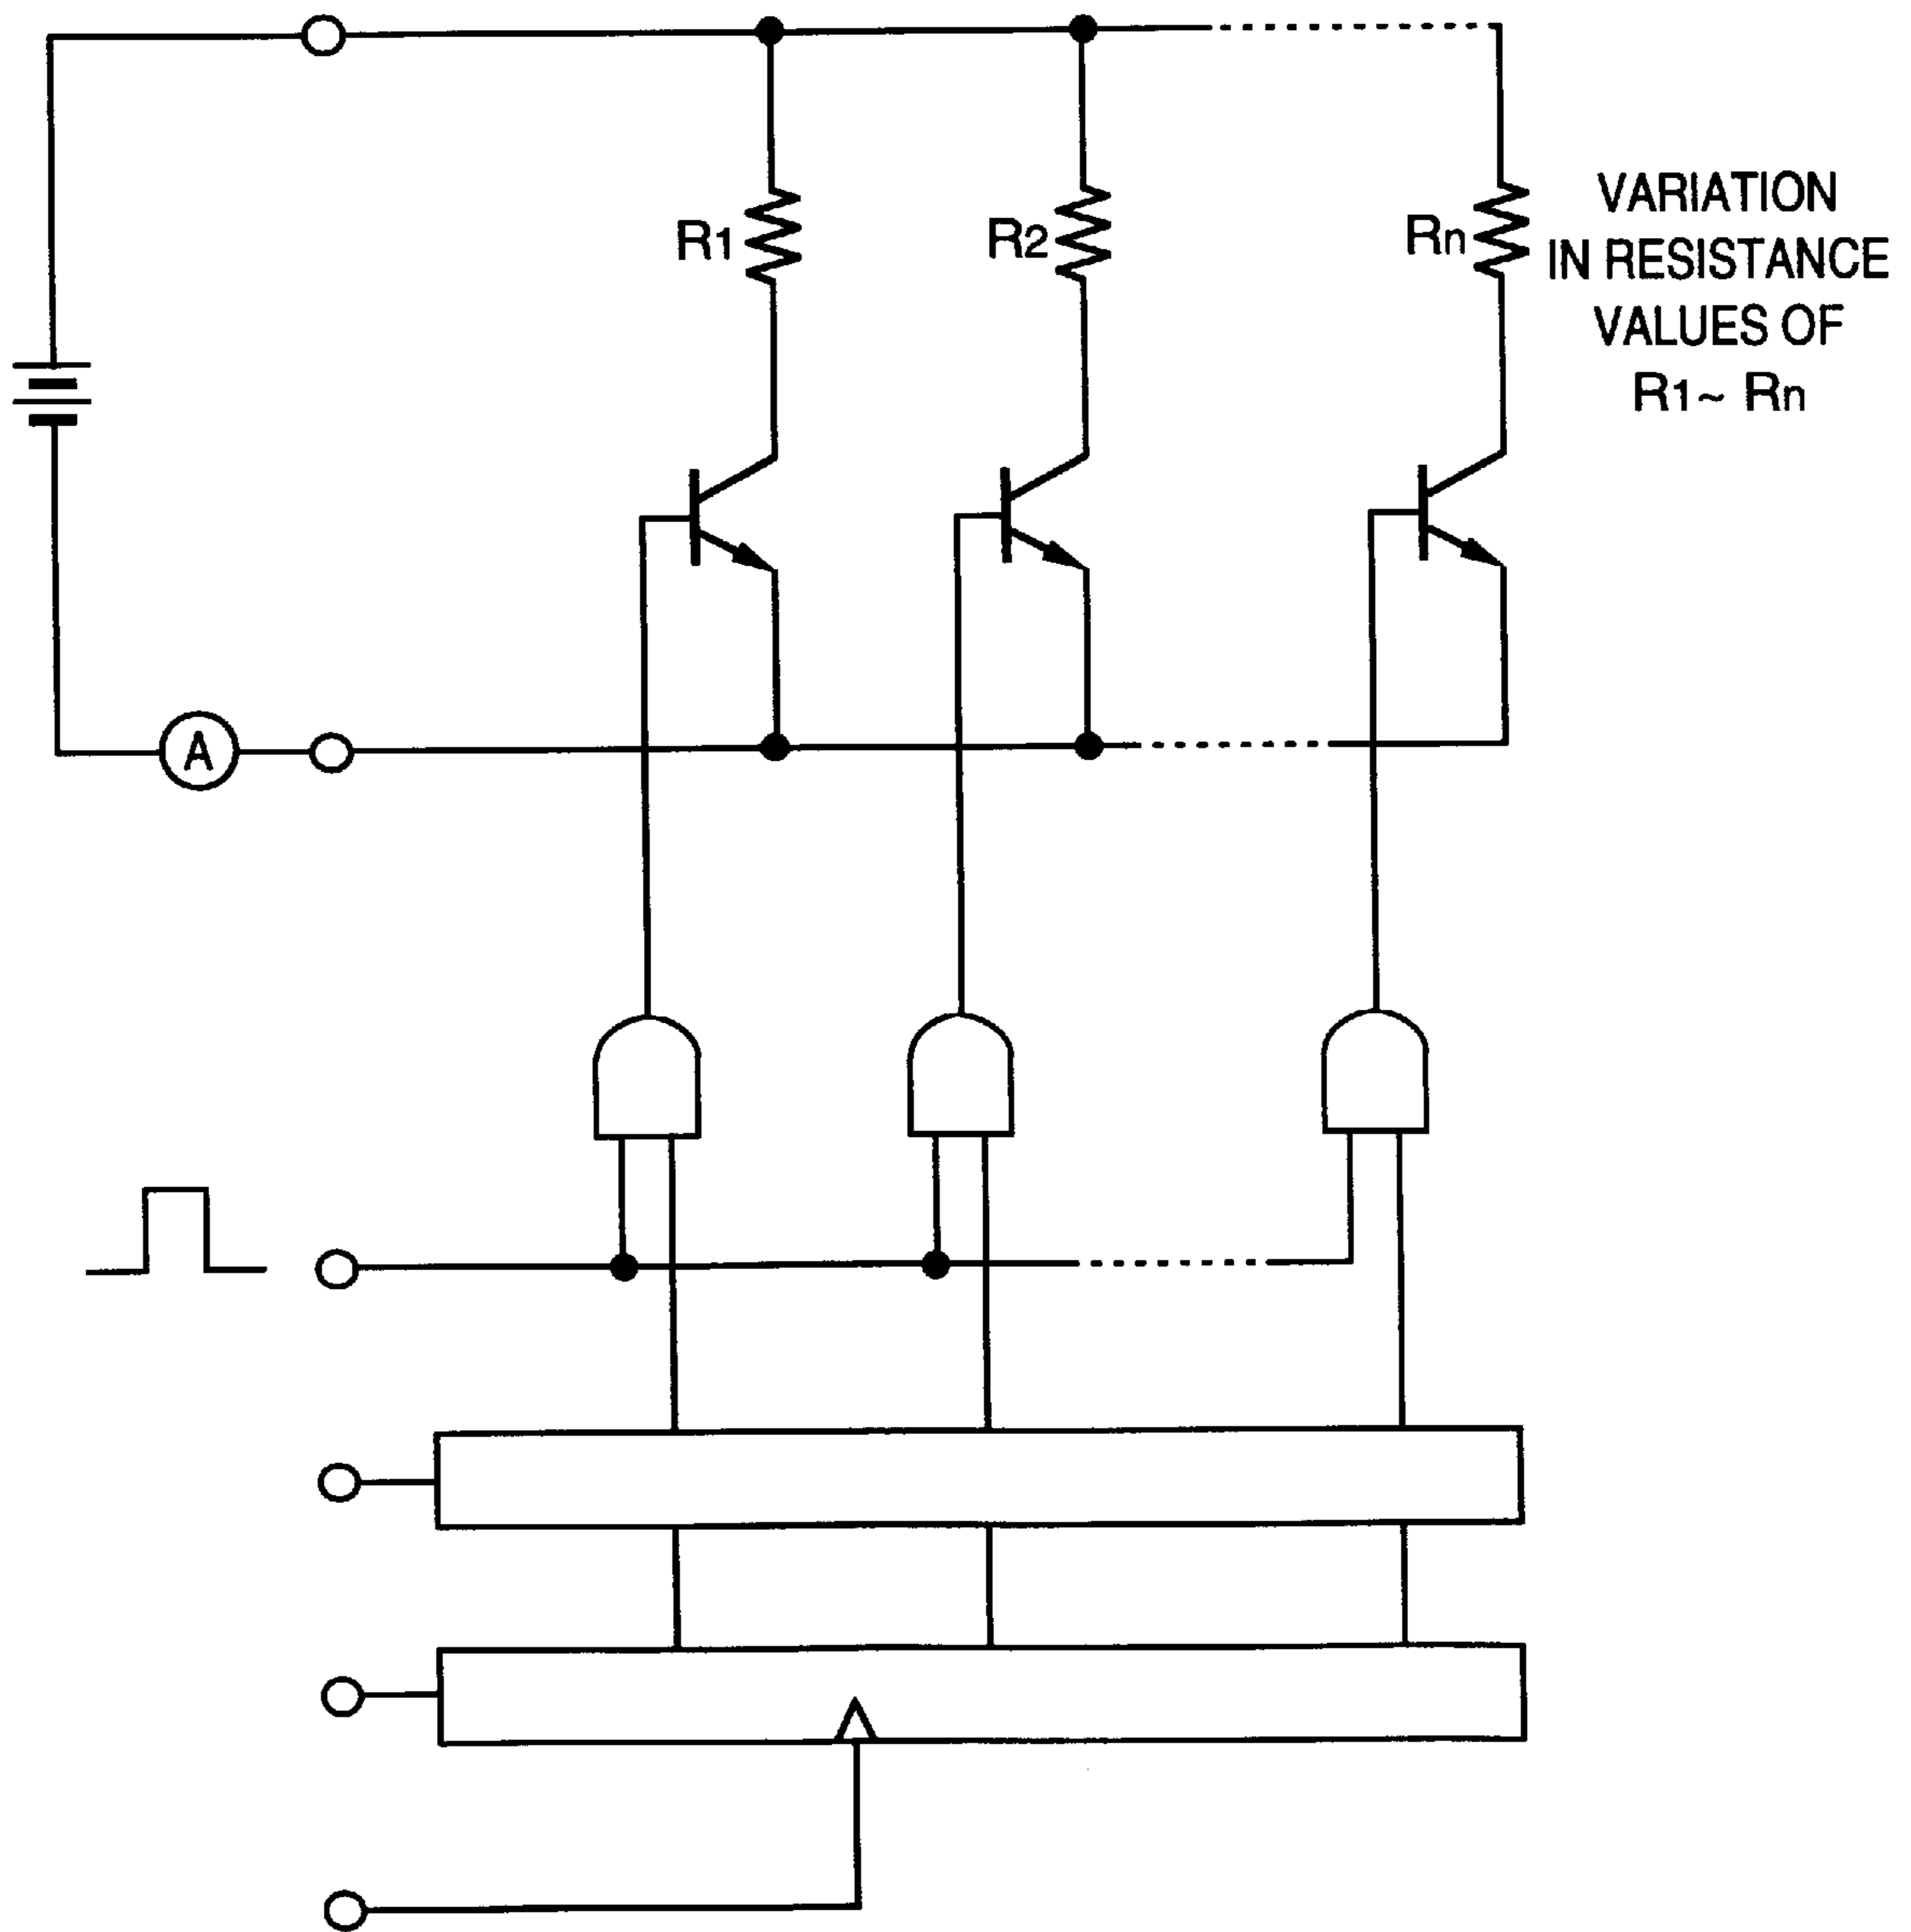 R1
R2
Rn
VARIATION
IN RESISTANCE
VALUES OF
R1~ Rn
A